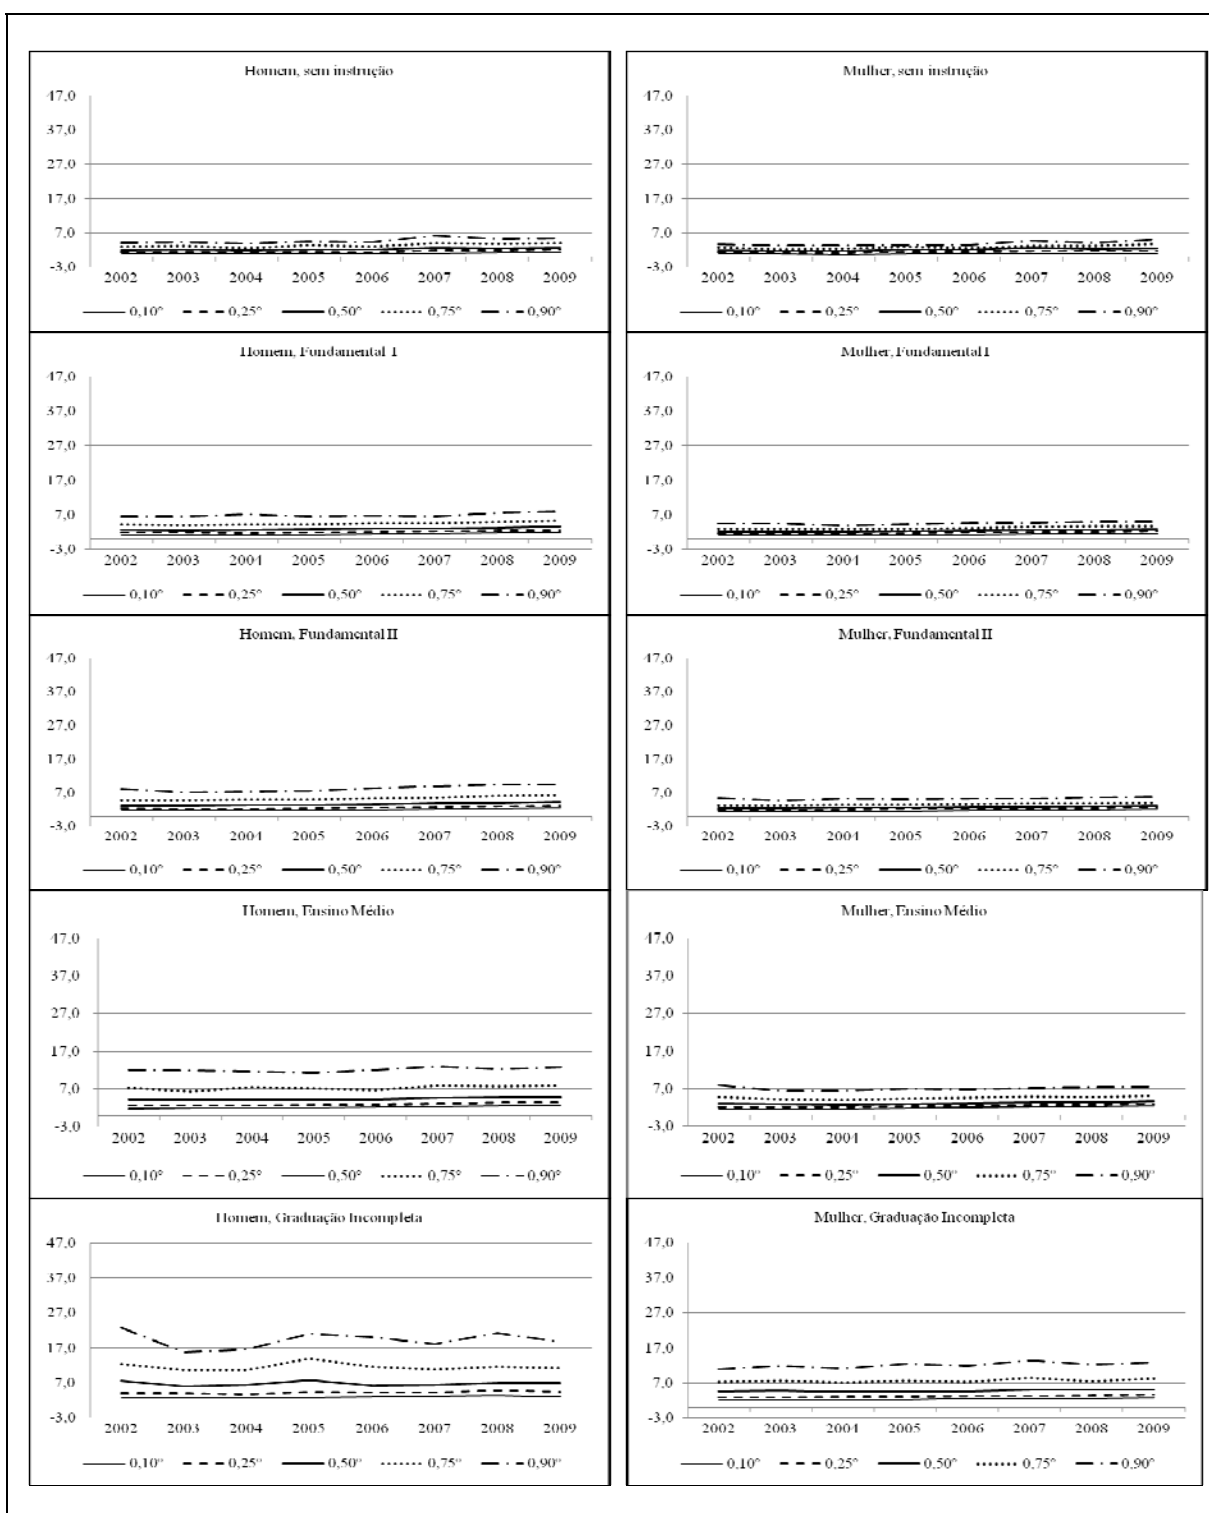 Homem, sem instrução
47,0
37,0
27,0
17,0
7,0
-3,0
2002 2003 2004 2005 2006 2007 2008 2009
0,10° 0,25° 0,50° 0,75° 0,90°
Mulher, sem instrução
47,0
37,0
27,0
17,0
7,0
-3,0
2002 2003 2004 2005 2006 2007 2008 2009
0,10° 0,25° 0,50° 0,75° 0,90°
Homem, Fundamental I
47,0
37,0
27,0
17,0
7,0
-3,0
2002 2003 2004 2005 2006 2007 2008 2009
0,10° 0,25° 0,50° 0,75° 0,90°
Mulher, Fundamental I
47,0
37,0
27,0
17,0
7,0
-3,0
2002 2003 2004 2005 2006 2007 2008 2009
0,10° 0,25° 0,50° 0,75° 0,90°
Homem, Fundamental II
47,0
37,0
27,0
17,0
7,0
-3,0
2002 2003 2004 2005 2006 2007 2008 2009
0,10° 0,25° 0,50° 0,75° 0,90°
Mulher, Fundamental II
47,0
37,0
27,0
17,0
7,0
-3,0
2002 2003 2004 2005 2006 2007 2008 2009
0,10° 0,25° 0,50° 0,75° 0,90°
Homem, Ensino Médio
47,0
37,0
27,0
17,0
7,0
-3,0
2002 2003 2004 2005 2006 2007 2008 2009
0,10° 0,25° 0,50° 0,75° 0,90°
Mulher, Ensino Médio
47,0
37,0
27,0
17,0
7,0
-3,0
2002 2003 2004 2005 2006 2007 2008 2009
0,10° 0,25° 0,50° 0,75° 0,90°
Homem, Graduação Incompleta
47,0
37,0
27,0
17,0
7,0
-3,0
2002 2003 2004 2005 2006 2007 2008 2009
0,10° 0,25° 0,50° 0,75° 0,90°
Mulher, Graduação Incompleta
47,0
37,0
27,0
17,0
7,0
-3,0
2002 2003 2004 2005 2006 2007 2008 2009
0,10° 0,25° 0,50° 0,75° 0,90°